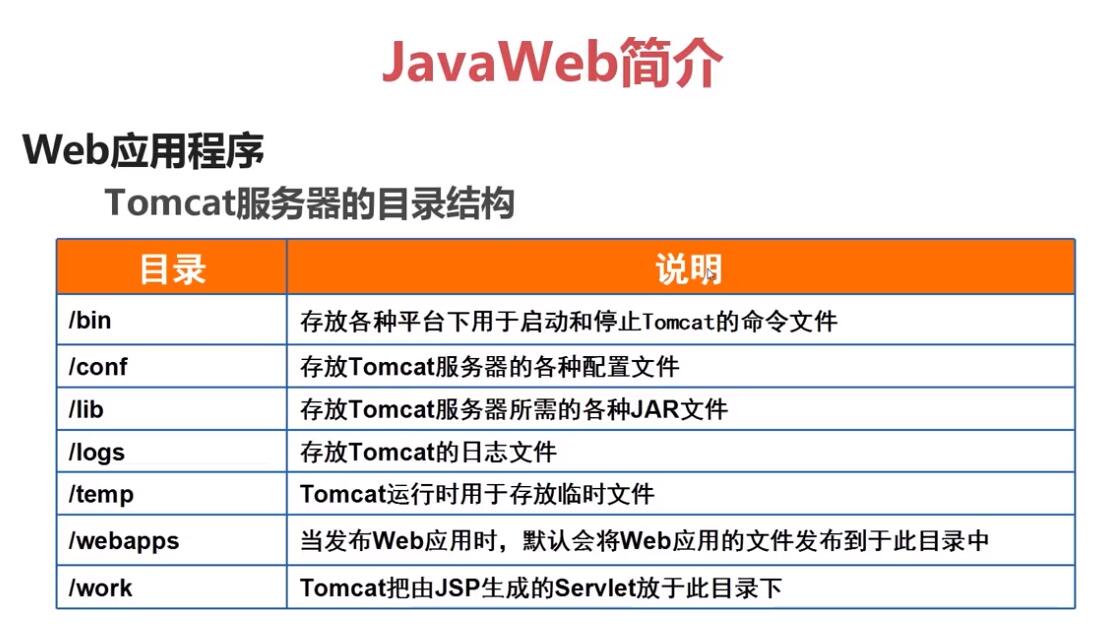 JavaWeb简介
Web应用程序
Tomcat服务器的目录结构
目录 说明
/bin 存放各种平台下用于启动和停止Tomcat的命令文件
/conf 存放Tomcat服务器的各种配置文件
/lib 存放Tomcat服务器所需的各种JAR文件
/logs 存放Tomcat的日志文件
/temp Tomcat运行时用于存放临时文件
/webapps 当发布Web应用时，默认会将Web应用的文件发布到于此目录中
/work Tomcat把由JSP生成的Servlet放于此目录下